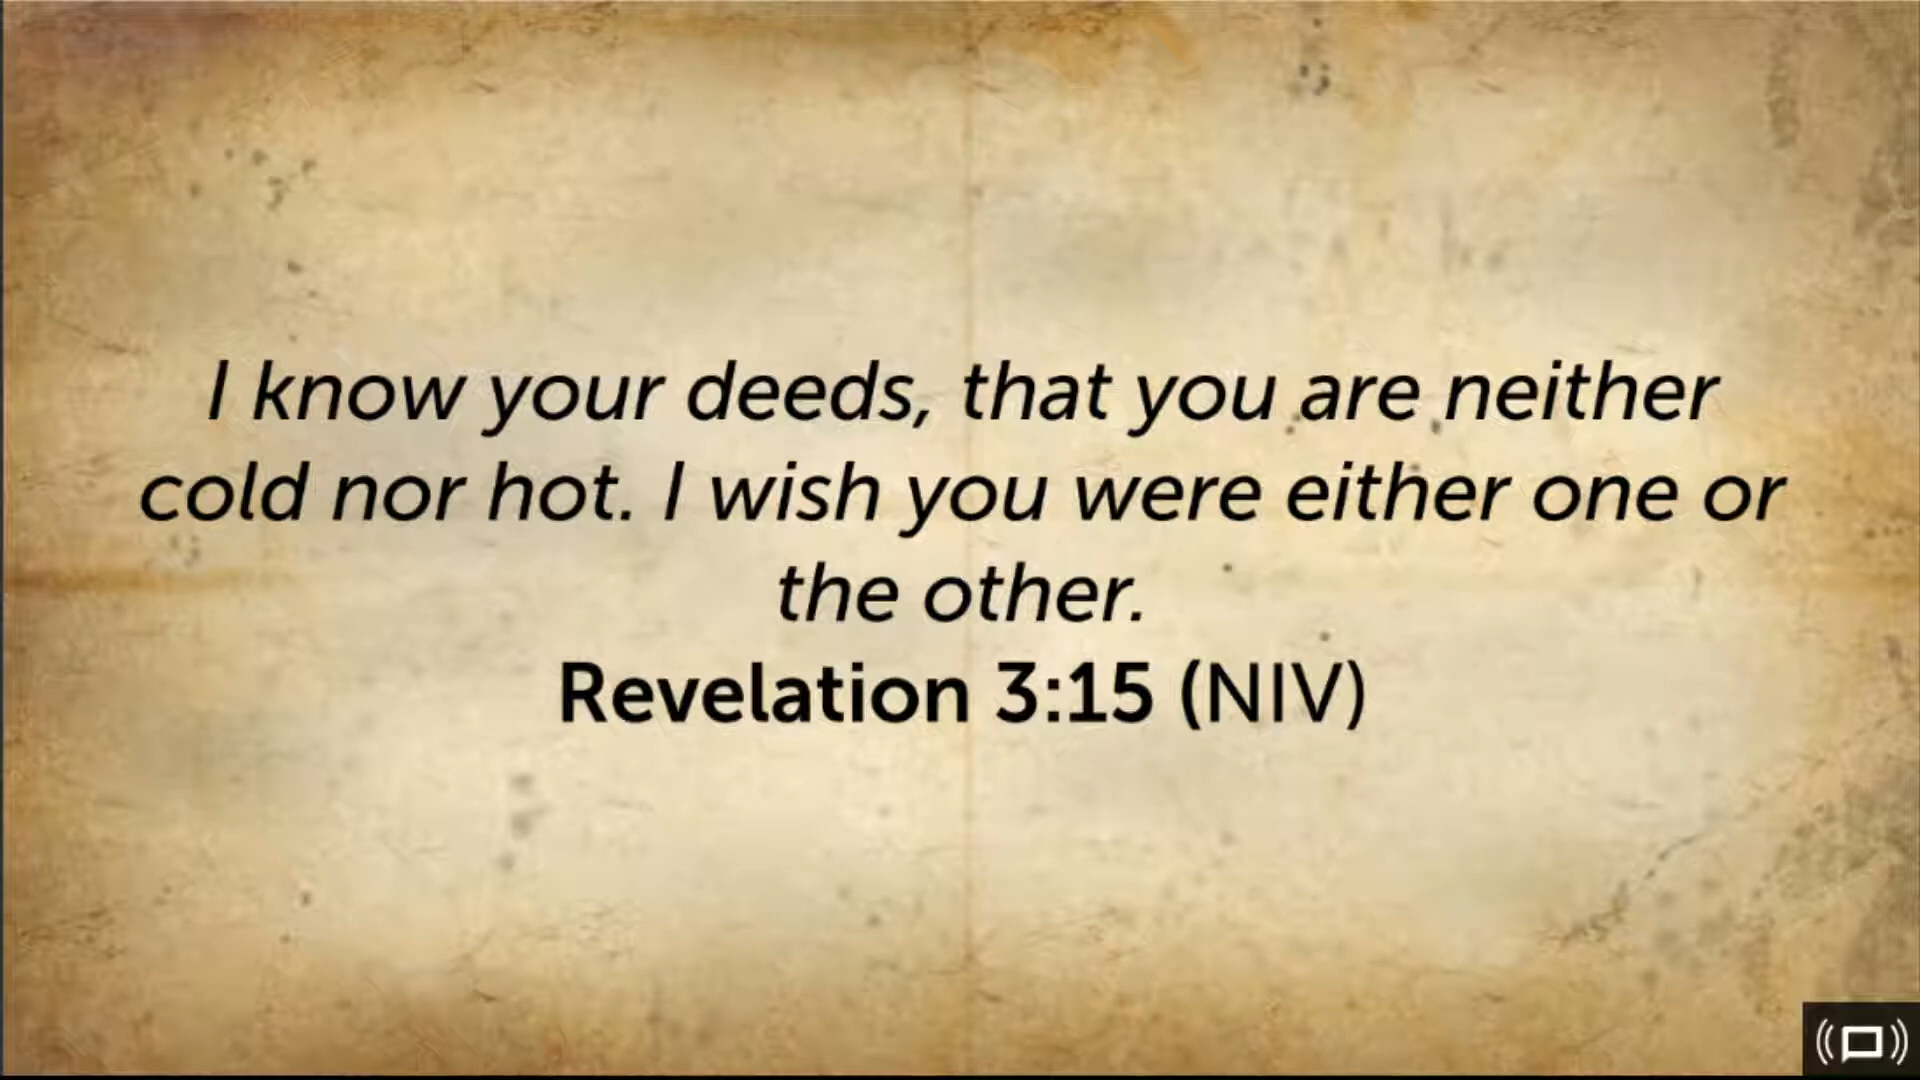 I know your deeds, that you are neither
cold nor hot. I wish you were either one or
the other.
Revelation 3:15 (NIV)